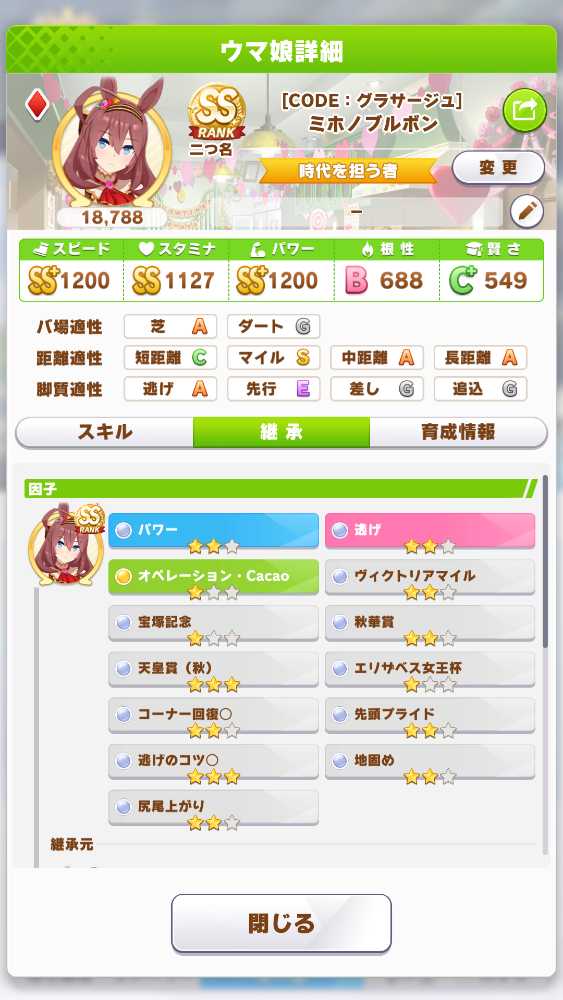 ウマ娘詳細
SS
RANK
[CODE：グラサージュ]
ミホノブルボン
二つ名
時代を担う者
変更
18,788
スピード スタミナ パワー 根性 賢さ
SS+ 1200 SS 1127 SS+ 1200 B 688 C+ 549
バ場適性 芝 A ダート G
距離適性 短距離 C マイル S 中距離 A 長距離 A
脚質適性 逃げ A 先行 E 差し G 追込 G
スキル 継承 育成情報
因子
SS
RANK
パワー 逃げ
オペレーション・Cacao ヴィクトリアマイル
宝塚記念 秋華賞
天皇賞（秋） エリザベス女王杯
コーナー回復○ 先頭プライド
逃げのコツ○ 地固め
尻尾上がり
継承元
閉じる